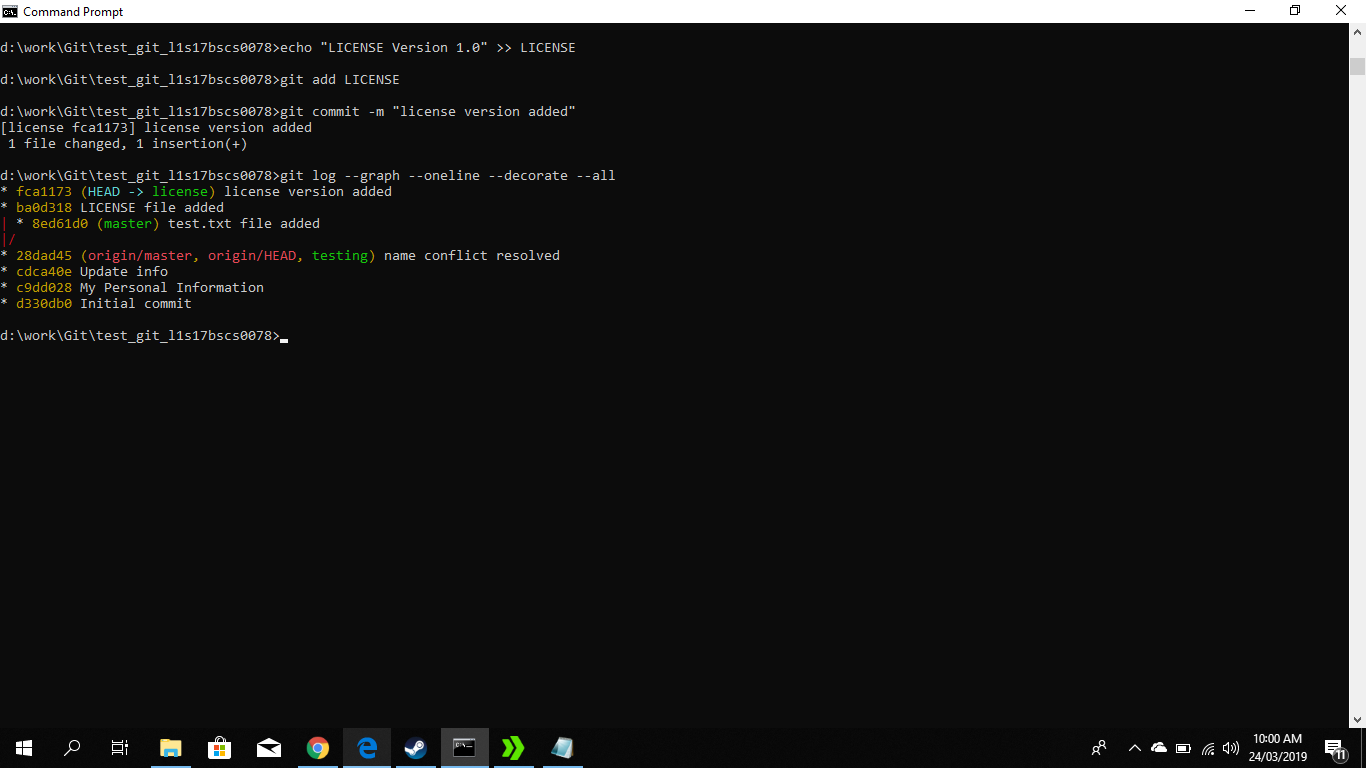 Command Prompt
d:\work\Git\test_git_l1s17bscs0078>echo "LICENSE Version 1.0" >> LICENSE
d:\work\Git\test_git_l1s17bscs0078>git add LICENSE
d:\work\Git\test_git_l1s17bscs0078>git commit -m "license version added"
[license fca1173] license version added
 1 file changed, 1 insertion(+)
d:\work\Git\test_git_l1s17bscs0078>git log --graph --oneline --decorate --all
* fca1173 (HEAD -> license) license version added
* ba0d318 LICENSE file added
| * 8ed61d0 (master) test.txt file added
|/
* 28dad45 (origin/master, origin/HEAD, testing) name conflict resolved
* cdca40e Update info
* c9dd028 My Personal Information
* d330db0 Initial commit
d:\work\Git\test_git_l1s17bscs0078>
10:00 AM
24/03/2019
11